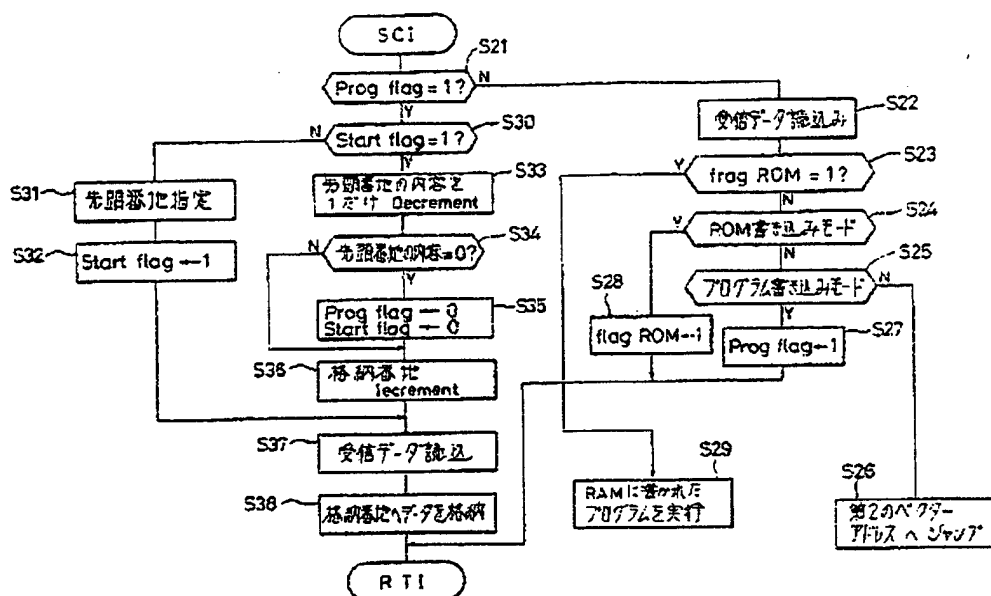 SCI
S21
Prog flag = 1?
N
Y
S22
受信データ読込み
S30
N
Start flag = 1?
Y
S23
Y
frag ROM = 1?
N
S31
先頭番地指定
S33
先頭番地の内容を
1だけ Decrement
S24
Y
ROM書き込みモード
N
S32
Start flag ←1
S34
N
先頭番地の内容=0?
Y
S25
プログラム書き込みモード
N
Y
S35
Prog flag ← 0
Start flag ← 0
S28
flag ROM←1
S27
Prog flag←1
S36
格納番地
S37
受信データ読込
S38
格納番地へデータを格納
S29
RAMに書かれた
プログラムを実行
S26
第2のベクター
アドレスへジャンプ
RTI